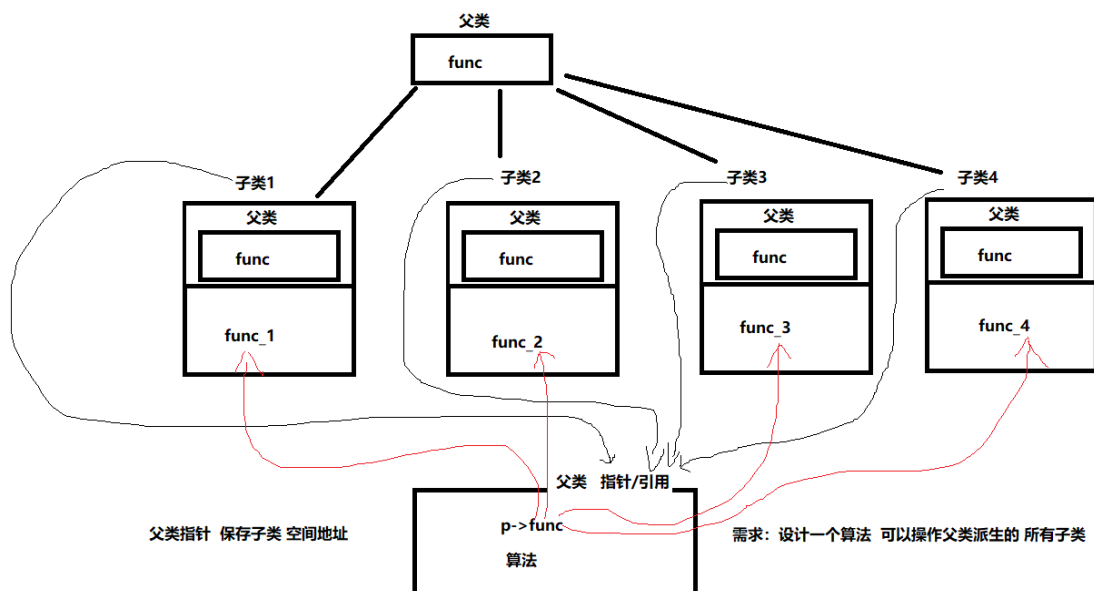 父类
func
子类1
子类2
子类3
子类4
父类
父类
父类
父类
func
func
func
func
func_1
func_2
func_3
func_4
父类 指针/引用
父类指针 保存子类 空间地址
p->func
需求：设计一个算法 可以操作父类派生的 所有子类
算法